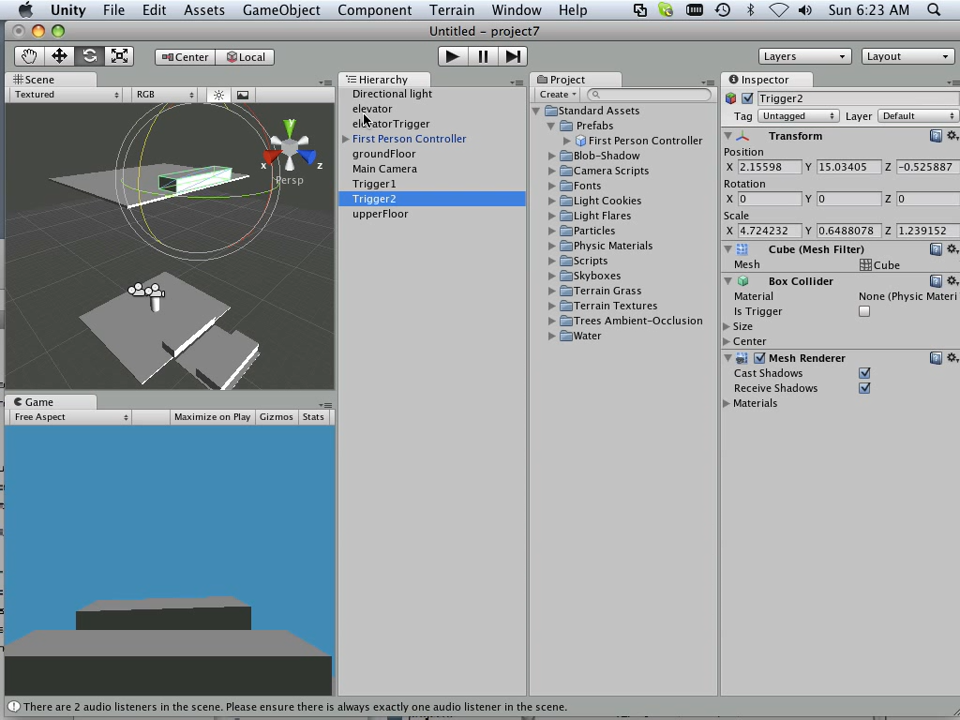 Unity File Edit Assets GameObject Component Terrain Window Help Sun 6:23 AM
Untitled - project7
Center Local Layers Layout
Scene
Textured RGB
x y z
Persp
Game
Free Aspect Maximize on Play Gizmos Stats
Hierarchy
Directional light
elevator
elevatorTrigger
First Person Controller
groundFloor
Main Camera
Trigger1
Trigger2
upperFloor
Project
Create
Standard Assets
Prefabs
First Person Controller
Blob-Shadow
Camera Scripts
Fonts
Light Cookies
Light Flares
Particles
Physic Materials
Scripts
Skyboxes
Terrain Grass
Terrain Textures
Trees Ambient-Occlusion
Water
Inspector
Trigger2
Tag Untagged Layer Default
Transform
Position
X 2.15598 Y 15.03405 Z -0.525887
Rotation
X 0 Y 0 Z 0
Scale
X 4.724232 Y 0.6488078 Z 1.239152
Cube (Mesh Filter)
Mesh Cube
Box Collider
Material None (Physic Materi
Is Trigger
Size
Center
Mesh Renderer
Cast Shadows
Receive Shadows
Materials
There are 2 audio listeners in the scene. Please ensure there is always exactly one audio listener in the scene.